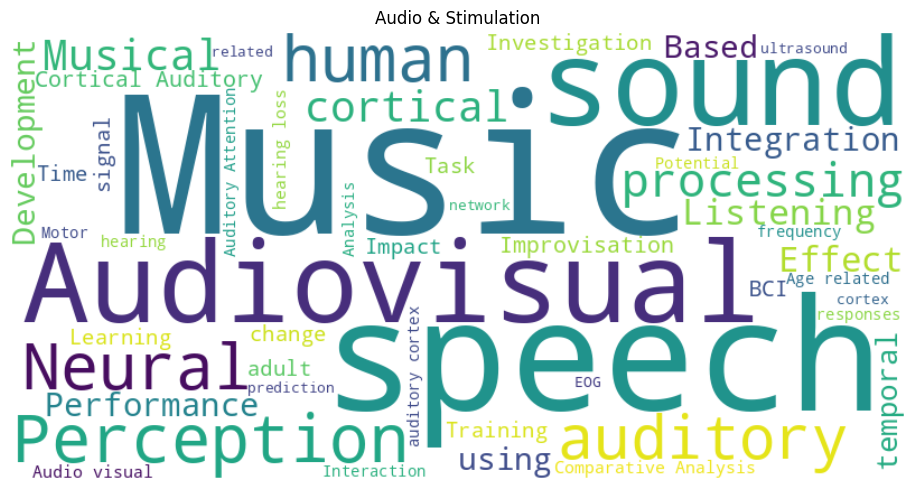 Audio & Stimulation
Development
Musical
related
human
Investigation
Based
ultrasound
Cortical Auditory
sound
cortical
Music
signal
Auditory Attention
hearing loss
Integration
Time
Task
Potential
processing
Analysis
network
Listening
Motor
hearing
Impact
Improvisation
frequency
Effect
Audiovisual
BCI
Age related
cortex
responses
Learning
change
auditory cortex
speech
Neural
adult
prediction
EOG
temporal
Performance
Perception
Training
auditory
using
Comparative Analysis
Audio visual
Interaction